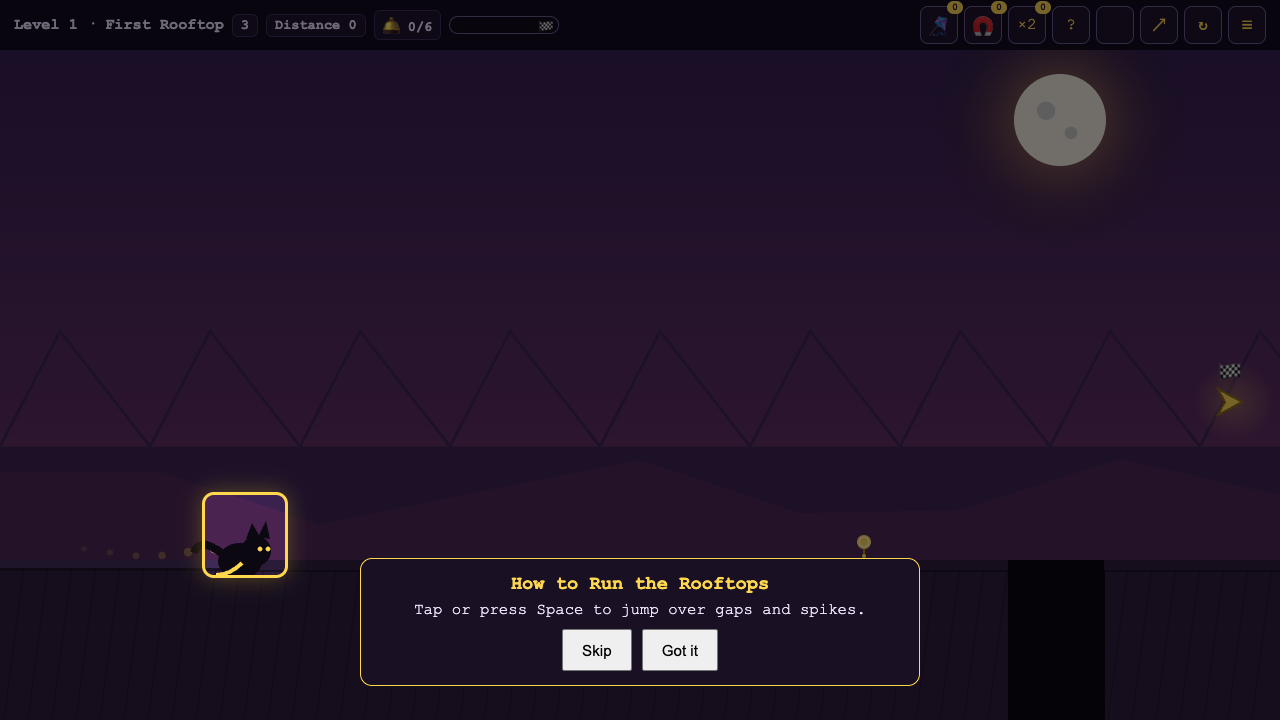 Level 1 · First Rooftop 3 Distance 0 0/6
0 0 0
×2 ?
How to Run the Rooftops
Tap or press Space to jump over gaps and spikes.
Skip Got it